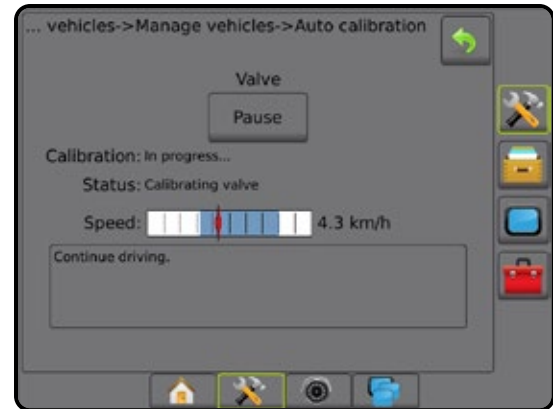 ... vehicles->Manage vehicles->Auto calibration
Valve
Pause
Calibration: In progress...
Status: Calibrating valve
Speed: 4.3 km/h
Continue driving.